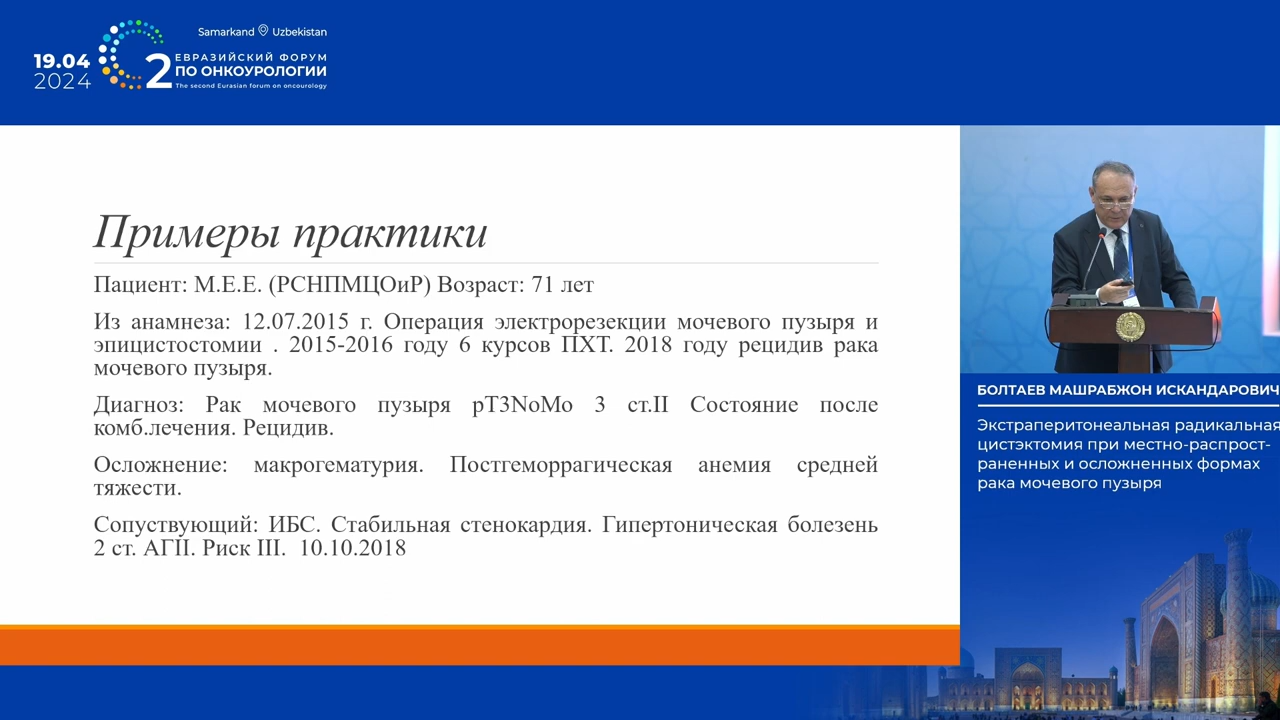 Samarkand Uzbekistan
19.04
2024
2
ЕВРАЗИЙСКИЙ ФОРУМ
ПО ОНКОУРОЛОГИИ
The second Eurasian forum on oncourology
Примеры практики
Пациент: М.Е.Е. (РСНПМЦОиР) Возраст: 71 лет
Из анамнеза: 12.07.2015 г. Операция электрорезекции мочевого пузыря и
эпицистостомии . 2015-2016 году 6 курсов ПХТ. 2018 году рецидив рака
мочевого пузыря.
Диагноз: Рак мочевого пузыря pT3NoMo 3 ст.II Состояние после
комб.лечения. Рецидив.
Осложнение: макрогематурия. Постгеморрагическая анемия средней
тяжести.
Сопуствующий: ИБС. Стабильная стенокардия. Гипертоническая болезень
2 ст. АГII. Риск III. 10.10.2018
БОЛТАЕВ МАШРАБЖОН ИСКАНДАРОВИЧ
Экстраперитонеальная радикальная
цистэктомия при местно-распрост-
раненных и осложненных формах
рака мочевого пузыря